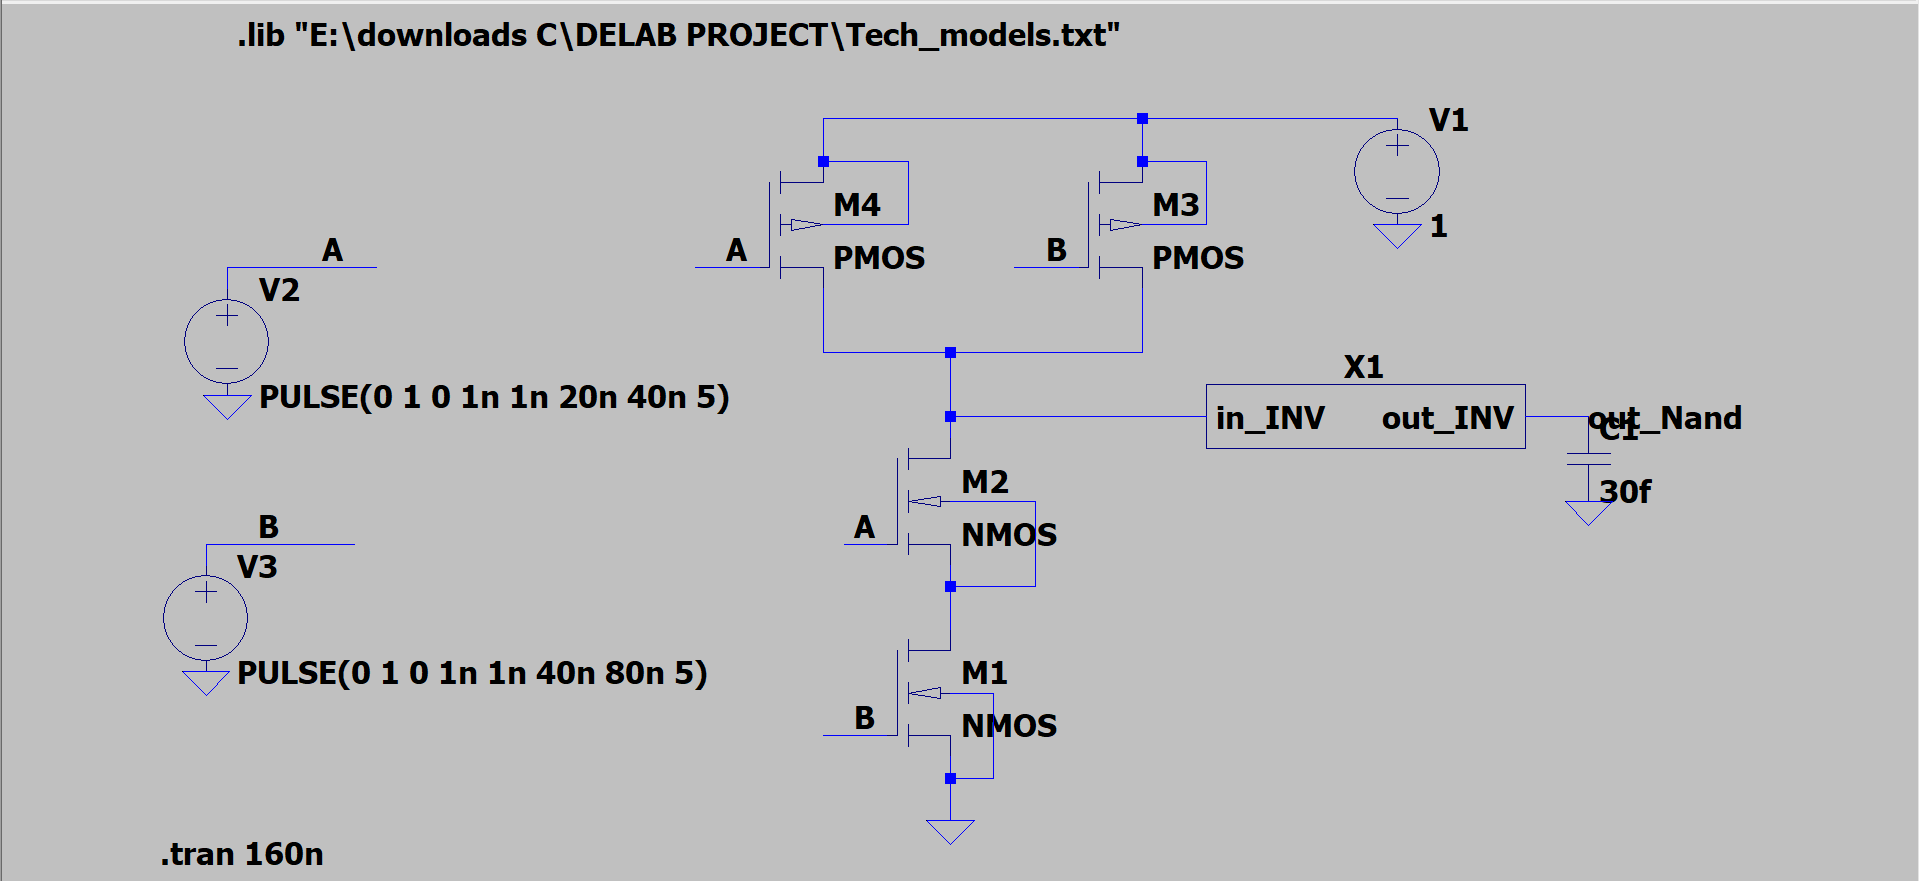 .lib "E:\downloads C\DELAB PROJECT\Tech_models.txt"
V1
1
M4
PMOS
A
M3
PMOS
B
A
V2
PULSE(0 1 0 1n 1n 20n 40n 5)
X1
in_INV out_INV
out_Nand
C1
30f
M2
NMOS
A
B
V3
PULSE(0 1 0 1n 1n 40n 80n 5)
M1
NMOS
B
.tran 160n